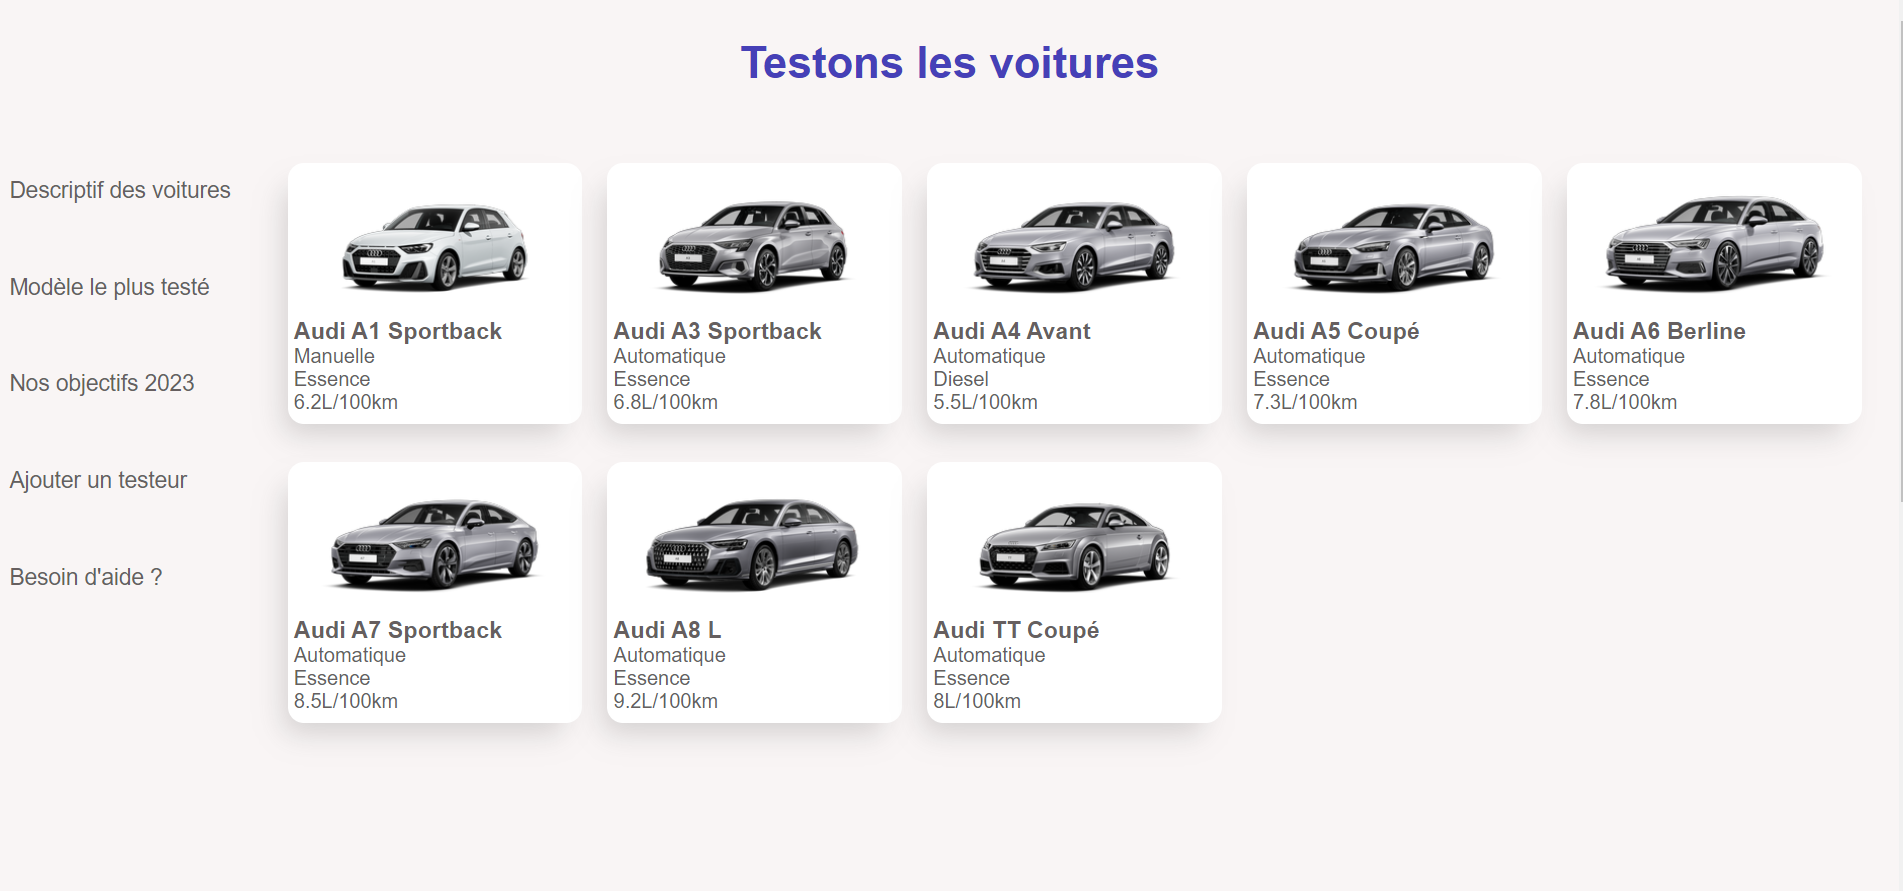 Testons les voitures
Descriptif des voitures
Modèle le plus testé
Nos objectifs 2023
Ajouter un testeur
Besoin d'aide ?
Audi A1 Sportback
Manuelle
Essence
6.2L/100km
Audi A3 Sportback
Automatique
Essence
6.8L/100km
Audi A4 Avant
Automatique
Diesel
5.5L/100km
Audi A5 Coupé
Automatique
Essence
7.3L/100km
Audi A6 Berline
Automatique
Essence
7.8L/100km
Audi A7 Sportback
Automatique
Essence
8.5L/100km
Audi A8 L
Automatique
Essence
9.2L/100km
Audi TT Coupé
Automatique
Essence
8L/100km